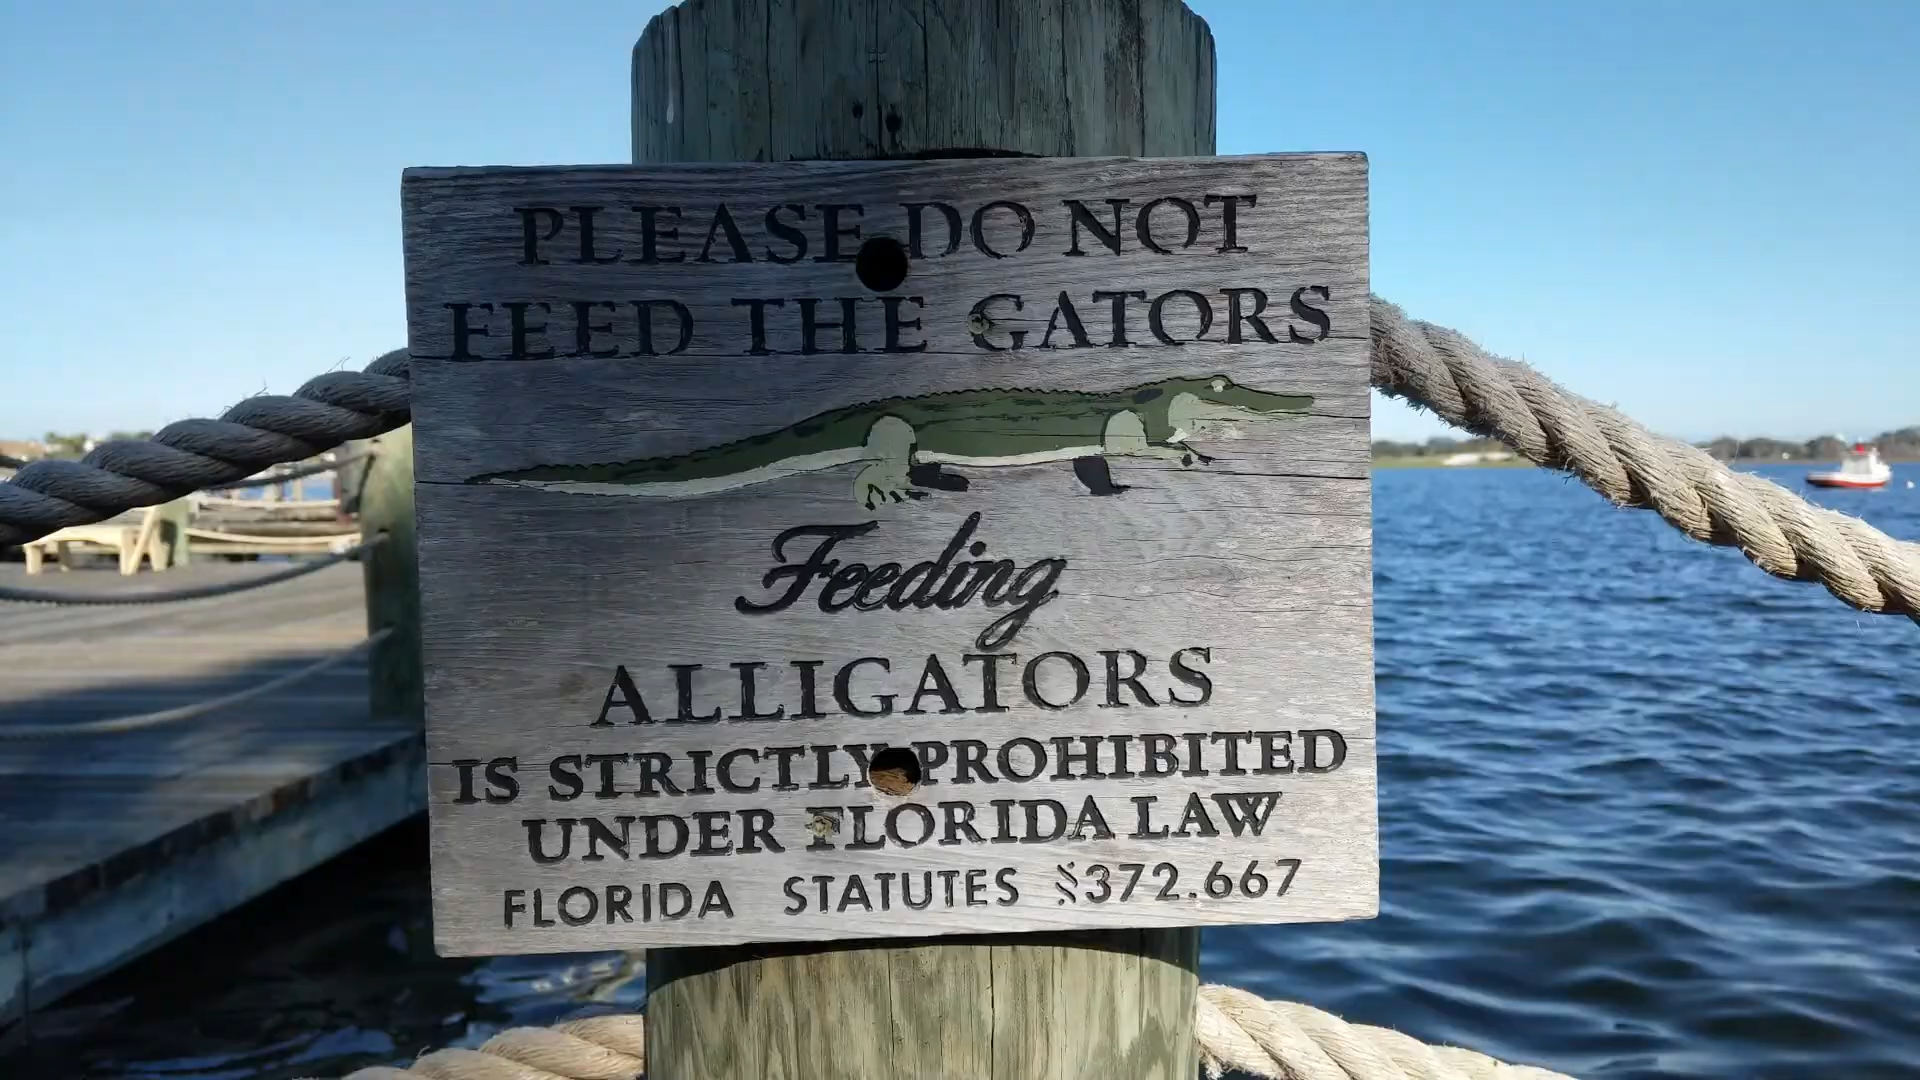 PLEASE DO NOT
FEED THE GATORS
Feeding
ALLIGATORS
IS STRICTLY PROHIBITED
UNDER FLORIDA LAW
FLORIDA STATUTES §372.667